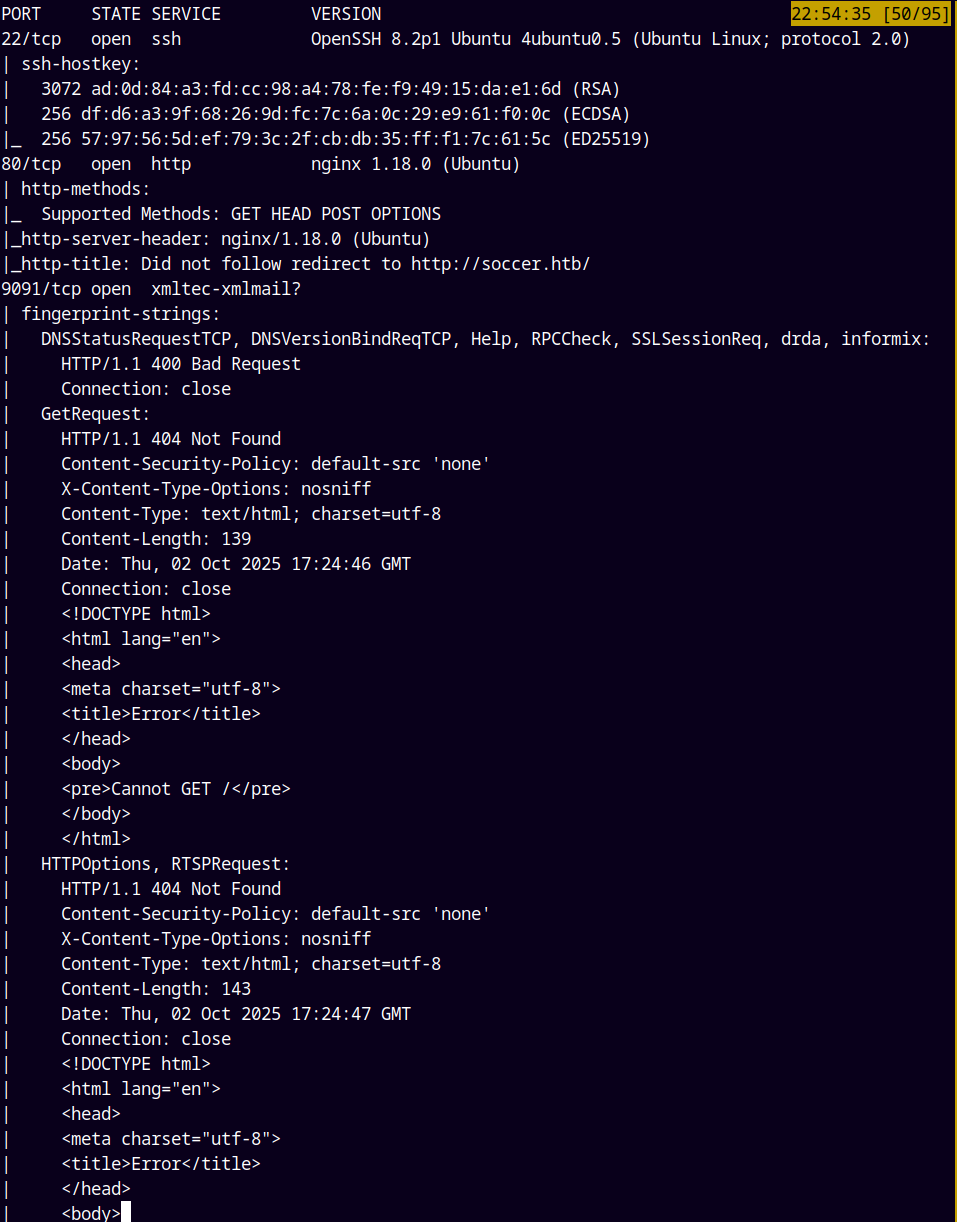 PORT     STATE SERVICE         VERSION                                         22:54:35 [50/95]
22/tcp   open  ssh             OpenSSH 8.2p1 Ubuntu 4ubuntu0.5 (Ubuntu Linux; protocol 2.0)
| ssh-hostkey:
|   3072 ad:0d:84:a3:fd:cc:98:a4:78:fe:f9:49:15:da:e1:6d (RSA)
|   256 df:d6:a3:9f:68:26:9d:fc:7c:6a:0c:29:e9:61:f0:0c (ECDSA)
|_  256 57:97:56:5d:ef:79:3c:2f:cb:db:35:ff:f1:7c:61:5c (ED25519)
80/tcp   open  http            nginx 1.18.0 (Ubuntu)
| http-methods:
|_  Supported Methods: GET HEAD POST OPTIONS
|_http-server-header: nginx/1.18.0 (Ubuntu)
|_http-title: Did not follow redirect to http://soccer.htb/
9091/tcp open  xmltec-xmlmail?
| fingerprint-strings:
|   DNSStatusRequestTCP, DNSVersionBindReqTCP, Help, RPCCheck, SSLSessionReq, drda, informix:
|     HTTP/1.1 400 Bad Request
|     Connection: close
|   GetRequest:
|     HTTP/1.1 404 Not Found
|     Content-Security-Policy: default-src 'none'
|     X-Content-Type-Options: nosniff
|     Content-Type: text/html; charset=utf-8
|     Content-Length: 139
|     Date: Thu, 02 Oct 2025 17:24:46 GMT
|     Connection: close
|     <!DOCTYPE html>
|     <html lang="en">
|     <head>
|     <meta charset="utf-8">
|     <title>Error</title>
|     </head>
|     <body>
|     <pre>Cannot GET /</pre>
|     </body>
|     </html>
|   HTTPOptions, RTSPRequest:
|     HTTP/1.1 404 Not Found
|     Content-Security-Policy: default-src 'none'
|     X-Content-Type-Options: nosniff
|     Content-Type: text/html; charset=utf-8
|     Content-Length: 143
|     Date: Thu, 02 Oct 2025 17:24:47 GMT
|     Connection: close
|     <!DOCTYPE html>
|     <html lang="en">
|     <head>
|     <meta charset="utf-8">
|     <title>Error</title>
|     </head>
|     <body>